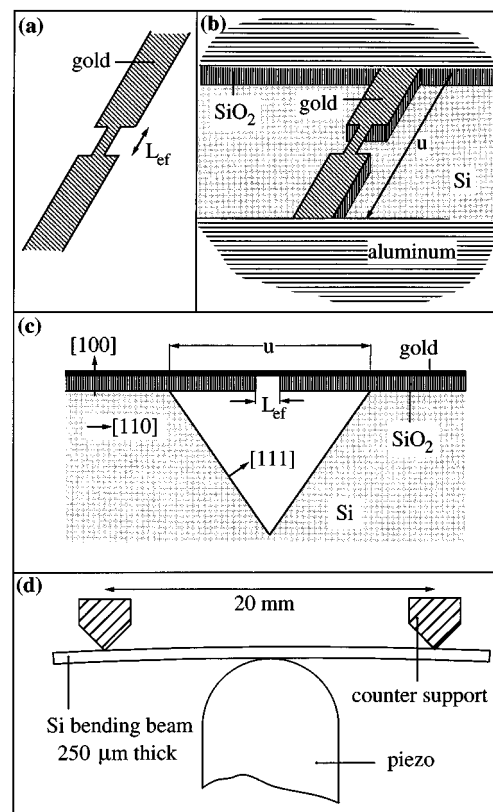 (a)
gold
L_ef
(b)
SiO₂
gold
u
Si
aluminum
(c)
[100]
u
gold
L_ef
[110]
SiO₂
[111]
Si
(d)
20 mm
counter support
Si bending beam
250 μm thick
piezo